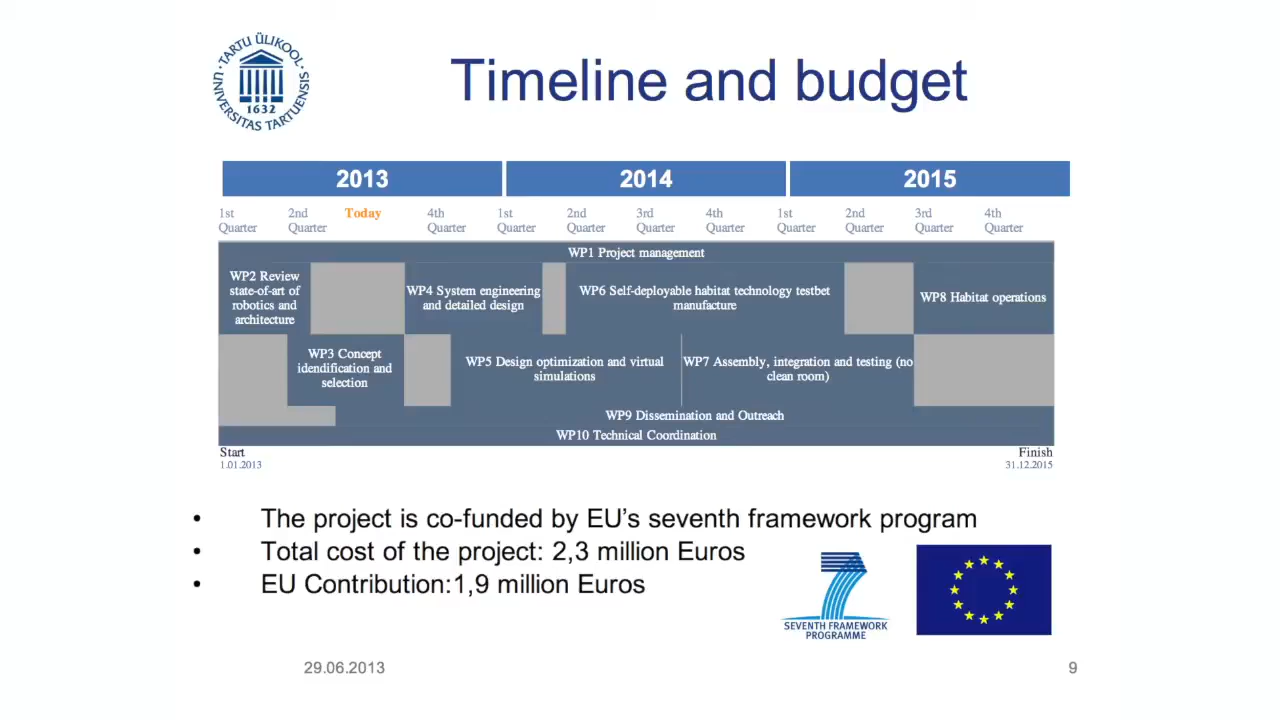 TARTU ÜLIKOOL
UNIVERSITAS TARTUENSIS
1632
Timeline and budget
2013 2014 2015
1st 2nd Today 4th 1st 2nd 3rd 4th 1st 2nd 3rd 4th
Quarter Quarter Quarter Quarter Quarter Quarter Quarter Quarter Quarter Quarter Quarter
WP1 Project management
WP2 Review
state-of-art of
robotics and
architecture
WP4 System engineering
and detailed design
WP6 Self-deployable habitat technology testbet
manufacture
WP8 Habitat operations
WP3 Concept
idendification and
selection
WP5 Design optimization and virtual
simulations
WP7 Assembly, integration and testing (no
clean room)
WP9 Dissemination and Outreach
WP10 Technical Coordination
Start Finish
1.01.2013 31.12.2015
• The project is co-funded by EU’s seventh framework program
• Total cost of the project: 2,3 million Euros
• EU Contribution:1,9 million Euros
7
SEVENTH FRAMEWORK
PROGRAMME
29.06.2013 9